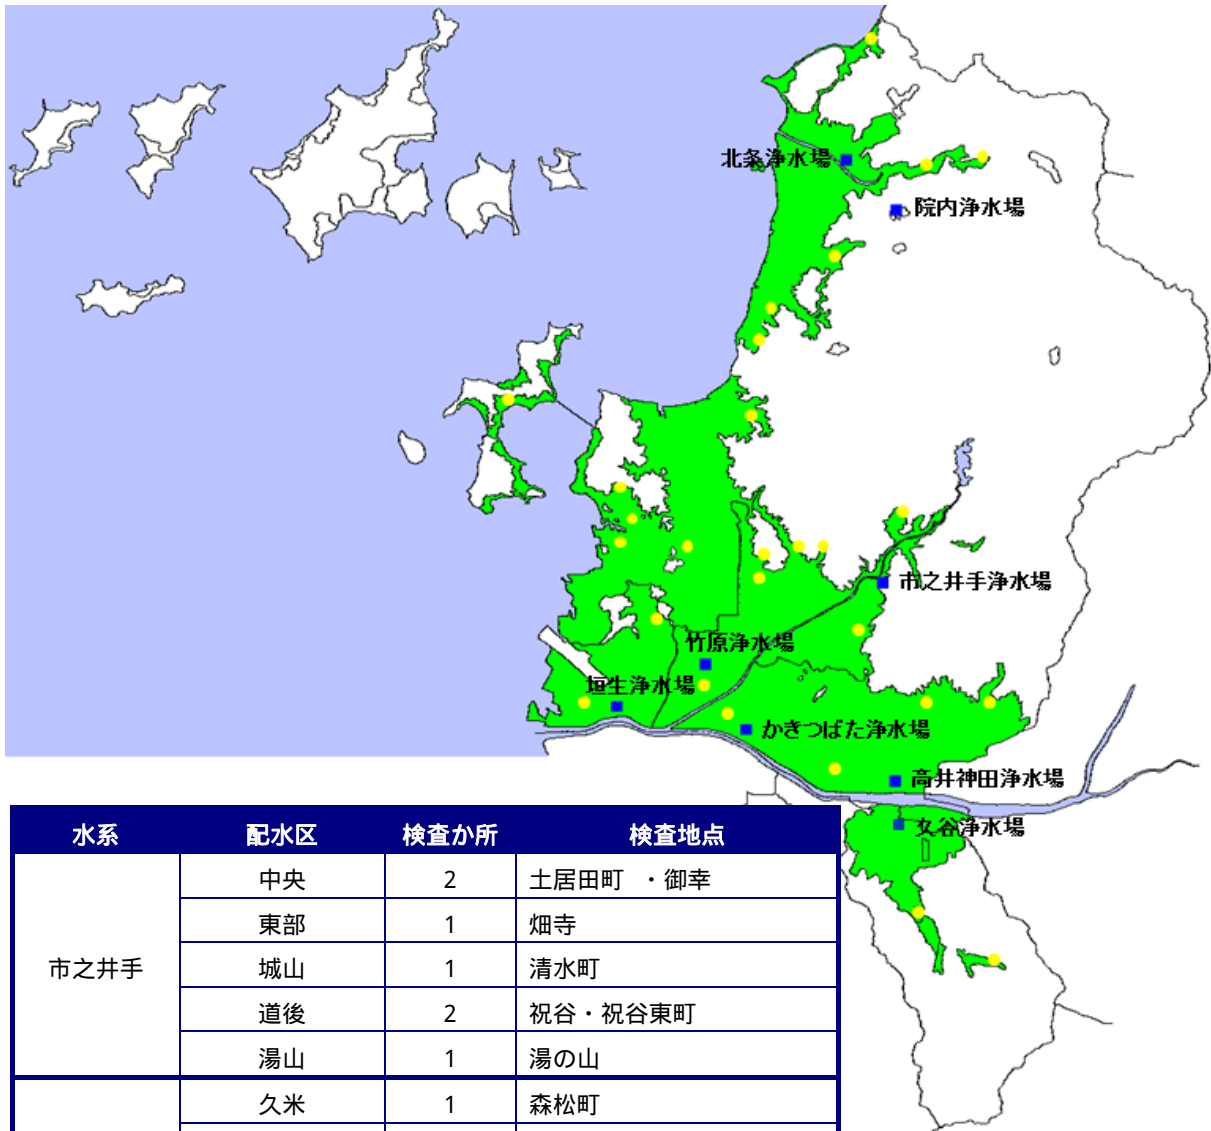 北条浄水場
院内浄水場
市之井手浄水場
竹原浄水場
垣生浄水場
かきつばた浄水場
高井神田浄水場
久谷浄水場
水系 配水区 検査か所 検査地点
市之井手 中央 2 土居田町 ・御幸
東部 1 畑寺
城山 1 清水町
道後 2 祝谷・祝谷東町
湯山 1 湯の山
久米 1 森松町